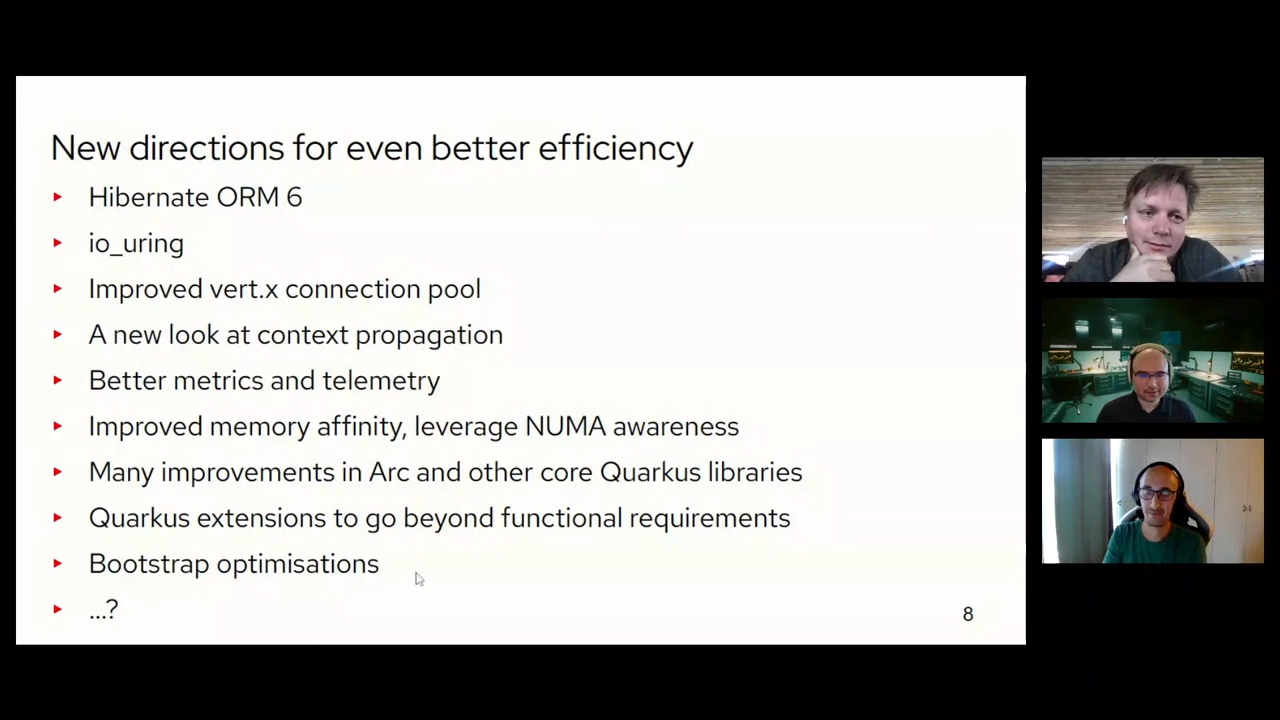 New directions for even better efficiency
Hibernate ORM 6
io_uring
Improved vert.x connection pool
A new look at context propagation
Better metrics and telemetry
Improved memory affinity, leverage NUMA awareness
Many improvements in Arc and other core Quarkus libraries
Quarkus extensions to go beyond functional requirements
Bootstrap optimisations
...?
8